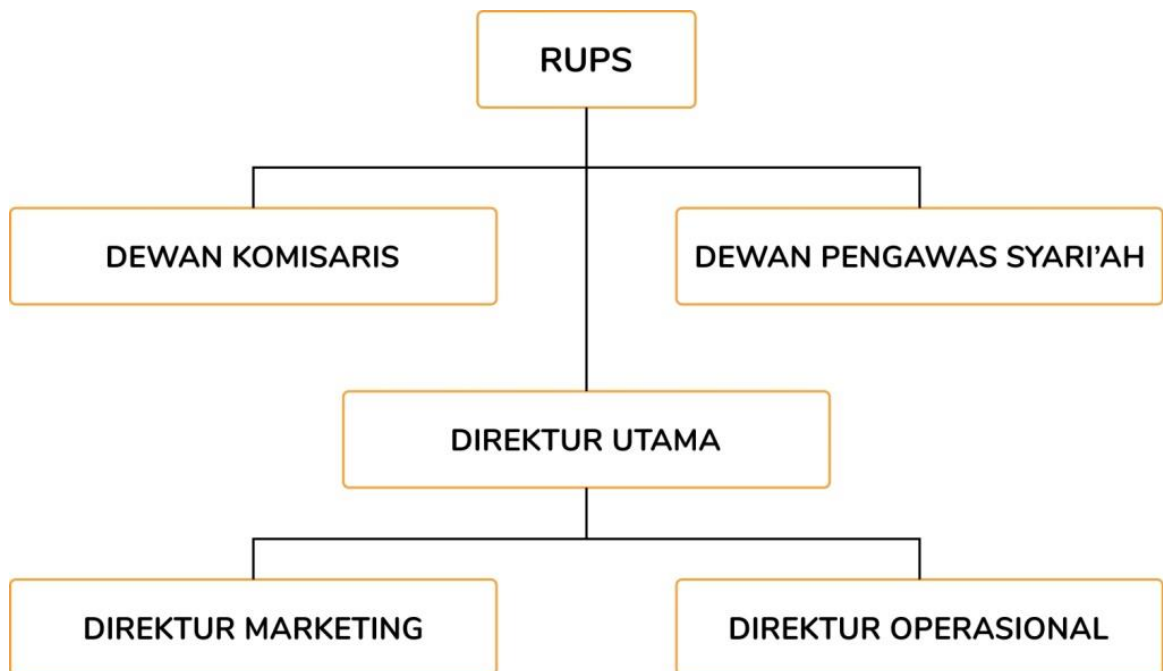 RUPS
DEWAN KOMISARIS
DEWAN PENGAWAS SYARI’AH
DIREKTUR UTAMA
DIREKTUR MARKETING
DIREKTUR OPERASIONAL